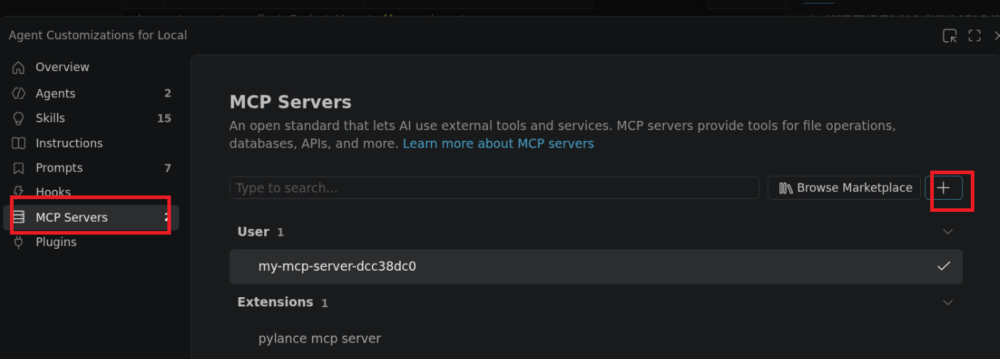 Agent Customizations for Local
Overview
Agents 2
Skills 15
Instructions
Prompts 7
Hooks
MCP Servers 2
Plugins
MCP Servers
An open standard that lets AI use external tools and services. MCP servers provide tools for file operations,
databases, APIs, and more. Learn more about MCP servers
Type to search...
Browse Marketplace
User 1
my-mcp-server-dcc38dc0
Extensions 1
pylance mcp server